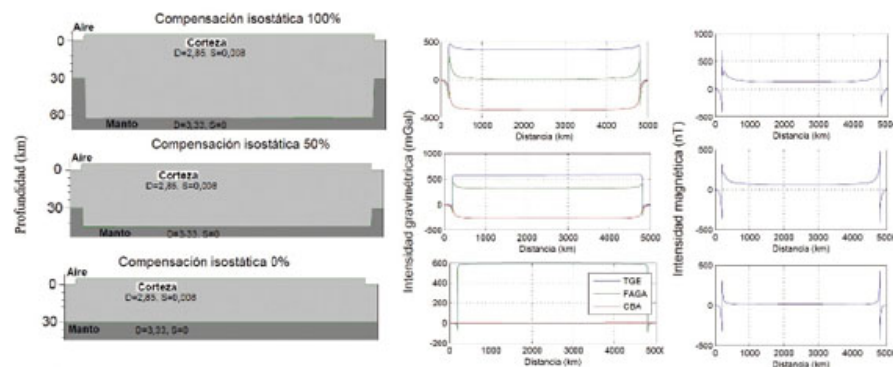 Compensación isostática 100%
Aire
Corteza
D=2,85, S=0,008
0
30
60
Manto
D=3,33, S=0
Compensación isostática 50%
Aire
Corteza
D=2,85, S=0,008
0
30
Manto
D=3,33, S=0
Compensación isostática 0%
Aire
Corteza
D=2,85, S=0,008
0
30
Manto
D=3,33, S=0
Profundidad (km)
Intensidad gravimétrica (mGal)
500
0
-500
0 1000 2000 3000 4000 5000
Distancia (km)
1000
500
0
-500
0 1000 2000 3000 4000 5000
Distancia (km)
600
400
200
0
-200
0 1000 2000 3000 4000 5000
Distancia (km)
TGE
FAGA
CBA
Intensidad magnética (nT)
1000
500
0
-500
0 1000 2000 3000 4000 5000
Distancia (km)
500
0
-500
0 1000 2000 3000 4000 5000
Distancia (km)
500
0
-500
0 1000 2000 3000 4000 5000
Distancia (km)